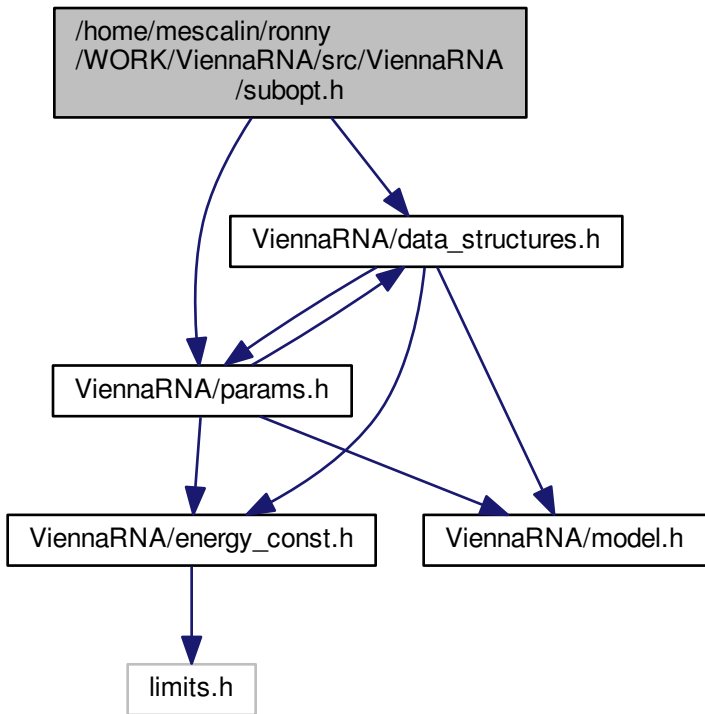 /home/mescalin/ronny
/WORK/ViennaRNA/src/ViennaRNA
/subopt.h
ViennaRNA/data_structures.h
ViennaRNA/params.h
ViennaRNA/energy_const.h
ViennaRNA/model.h
limits.h